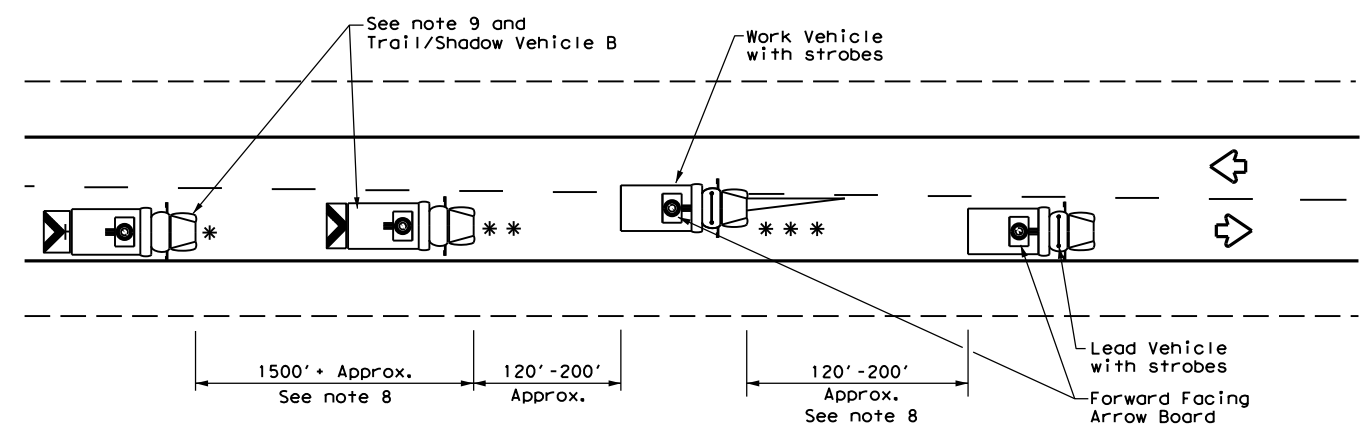 See note 9 and
Trail/Shadow Vehicle B
Work Vehicle
with strobes
*
* *
* * *
1500'+ Approx.
See note 8
120'-200'
Approx.
120'-200'
Approx.
See note 8
Lead Vehicle
with strobes
Forward Facing
Arrow Board